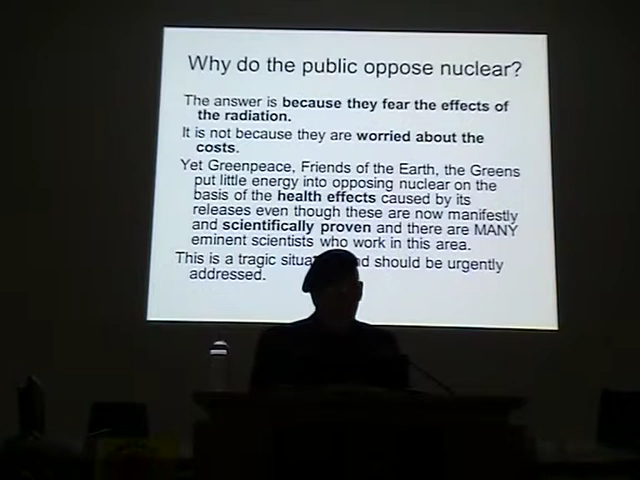 Why do the public oppose nuclear?
The answer is because they fear the effects of
the radiation.
It is not because they are worried about the
costs.
Yet Greenpeace, Friends of the Earth, the Greens
put little energy into opposing nuclear on the
basis of the health effects caused by its
releases even though these are now manifestly
and scientifically proven and there are MANY
eminent scientists who work in this area.
This is a tragic should be urgently
addressed.